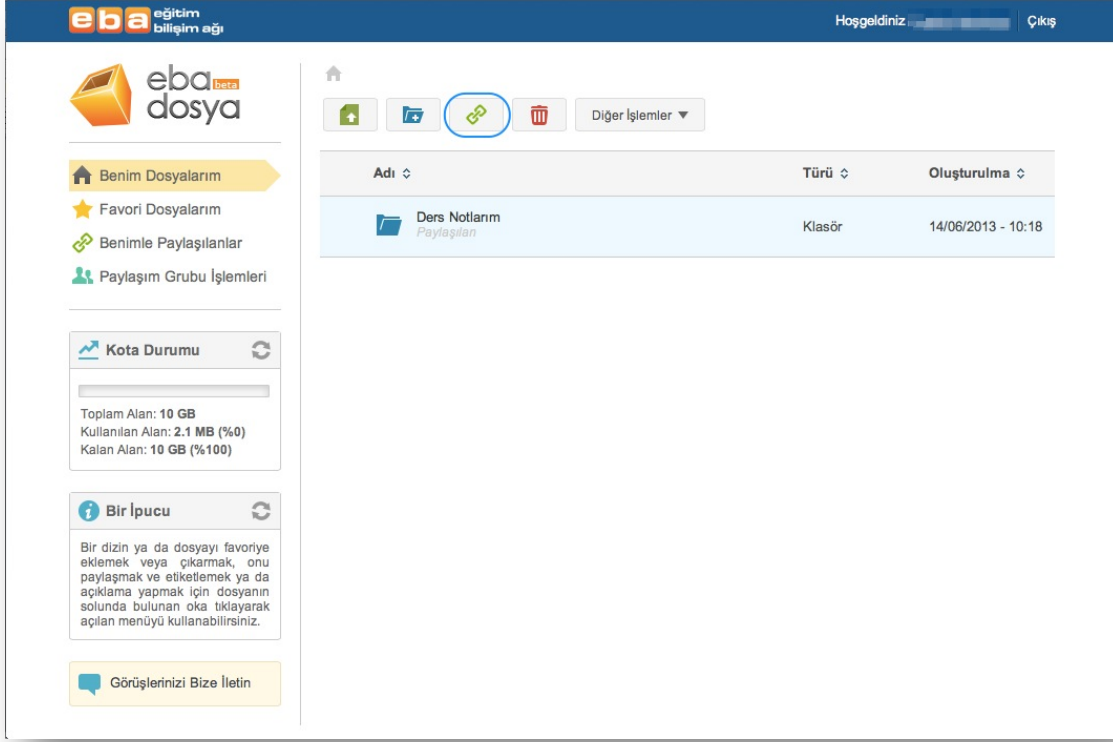 eba eğitim
bilişim ağı
Hoşgeldiniz
Çıkış
eba beta
dosya
Benim Dosyalarım
Favori Dosyalarım
Benimle Paylaşılanlar
Paylaşım Grubu İşlemleri
Kota Durumu
Toplam Alan: 10 GB
Kullanılan Alan: 2.1 MB (%0)
Kalan Alan: 10 GB (%100)
Bir İpucu
Bir dizin ya da dosyayı favoriye
eklemek veya çıkarmak, onu
paylaşmak ve etiketlemek ya da
açıklama yapmak için dosyanın
solunda bulunan oka tıklayarak
açılan menüyü kullanabilirsiniz.
Görüşlerinizi Bize İletin
Diğer İşlemler
Adı Türü Oluşturulma
Ders Notlarım
Paylaşılan
Klasör 14/06/2013 - 10:18